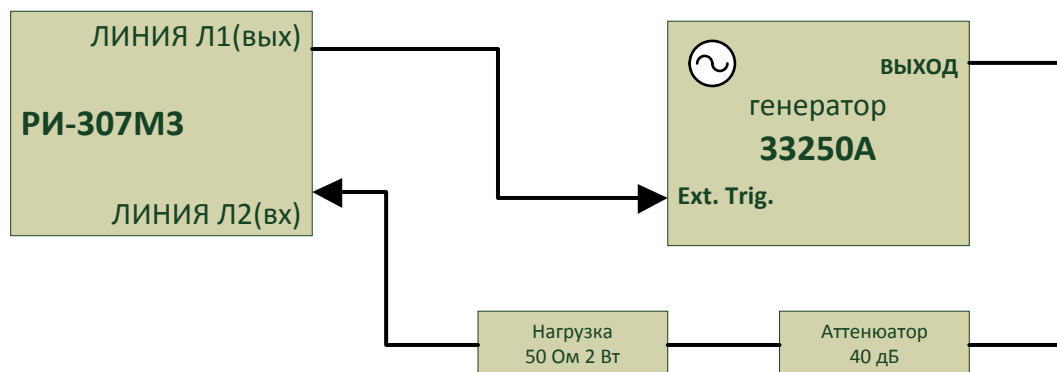 ЛИНИЯ Л1(вых)
РИ-307М3
ЛИНИЯ Л2(вх)
ВЫХОД
генератор
33250А
Ext. Trig.
Нагрузка
50 Ом 2 Вт
Аттенюатор
40 дБ